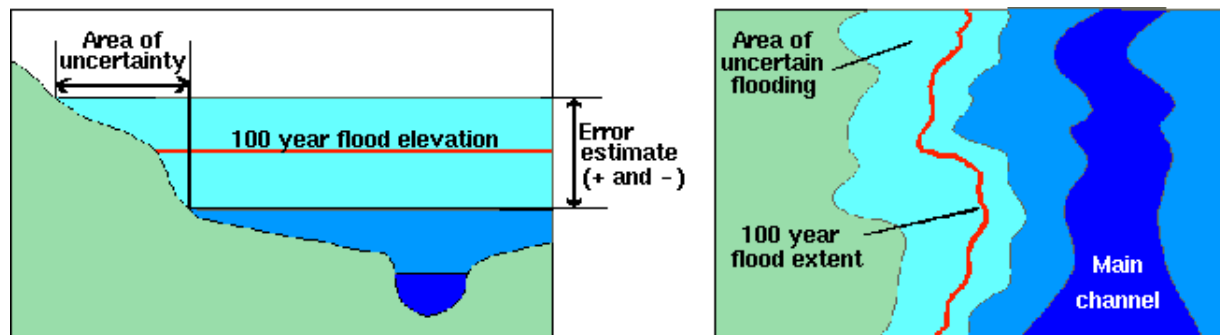 Area of
uncertainty
100 year flood elevation
Error
estimate
(+ and -)
Area of
uncertain
flooding
100 year
flood extent
Main
channel